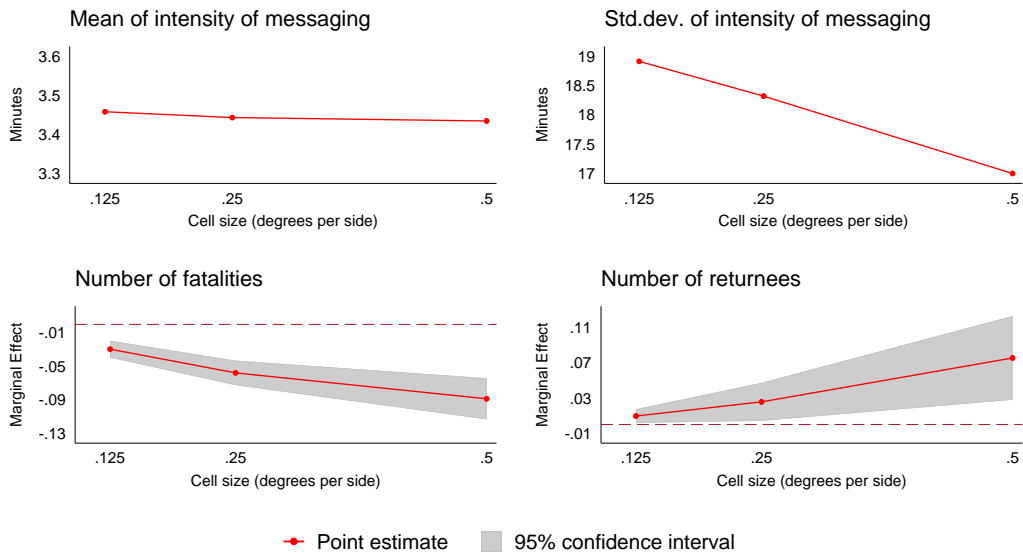 Mean of intensity of messaging
Minutes
3.6
3.5
3.4
3.3
.125
.25
.5
Cell size (degrees per side)
Std.dev. of intensity of messaging
Minutes
19
18.5
18
17.5
17
.125
.25
.5
Cell size (degrees per side)
Number of fatalities
Marginal Effect
-.01
-.05
-.09
-.13
.125
.25
.5
Cell size (degrees per side)
Number of returnees
Marginal Effect
.11
.07
.03
-.01
.125
.25
.5
Cell size (degrees per side)
Point estimate
95% confidence interval